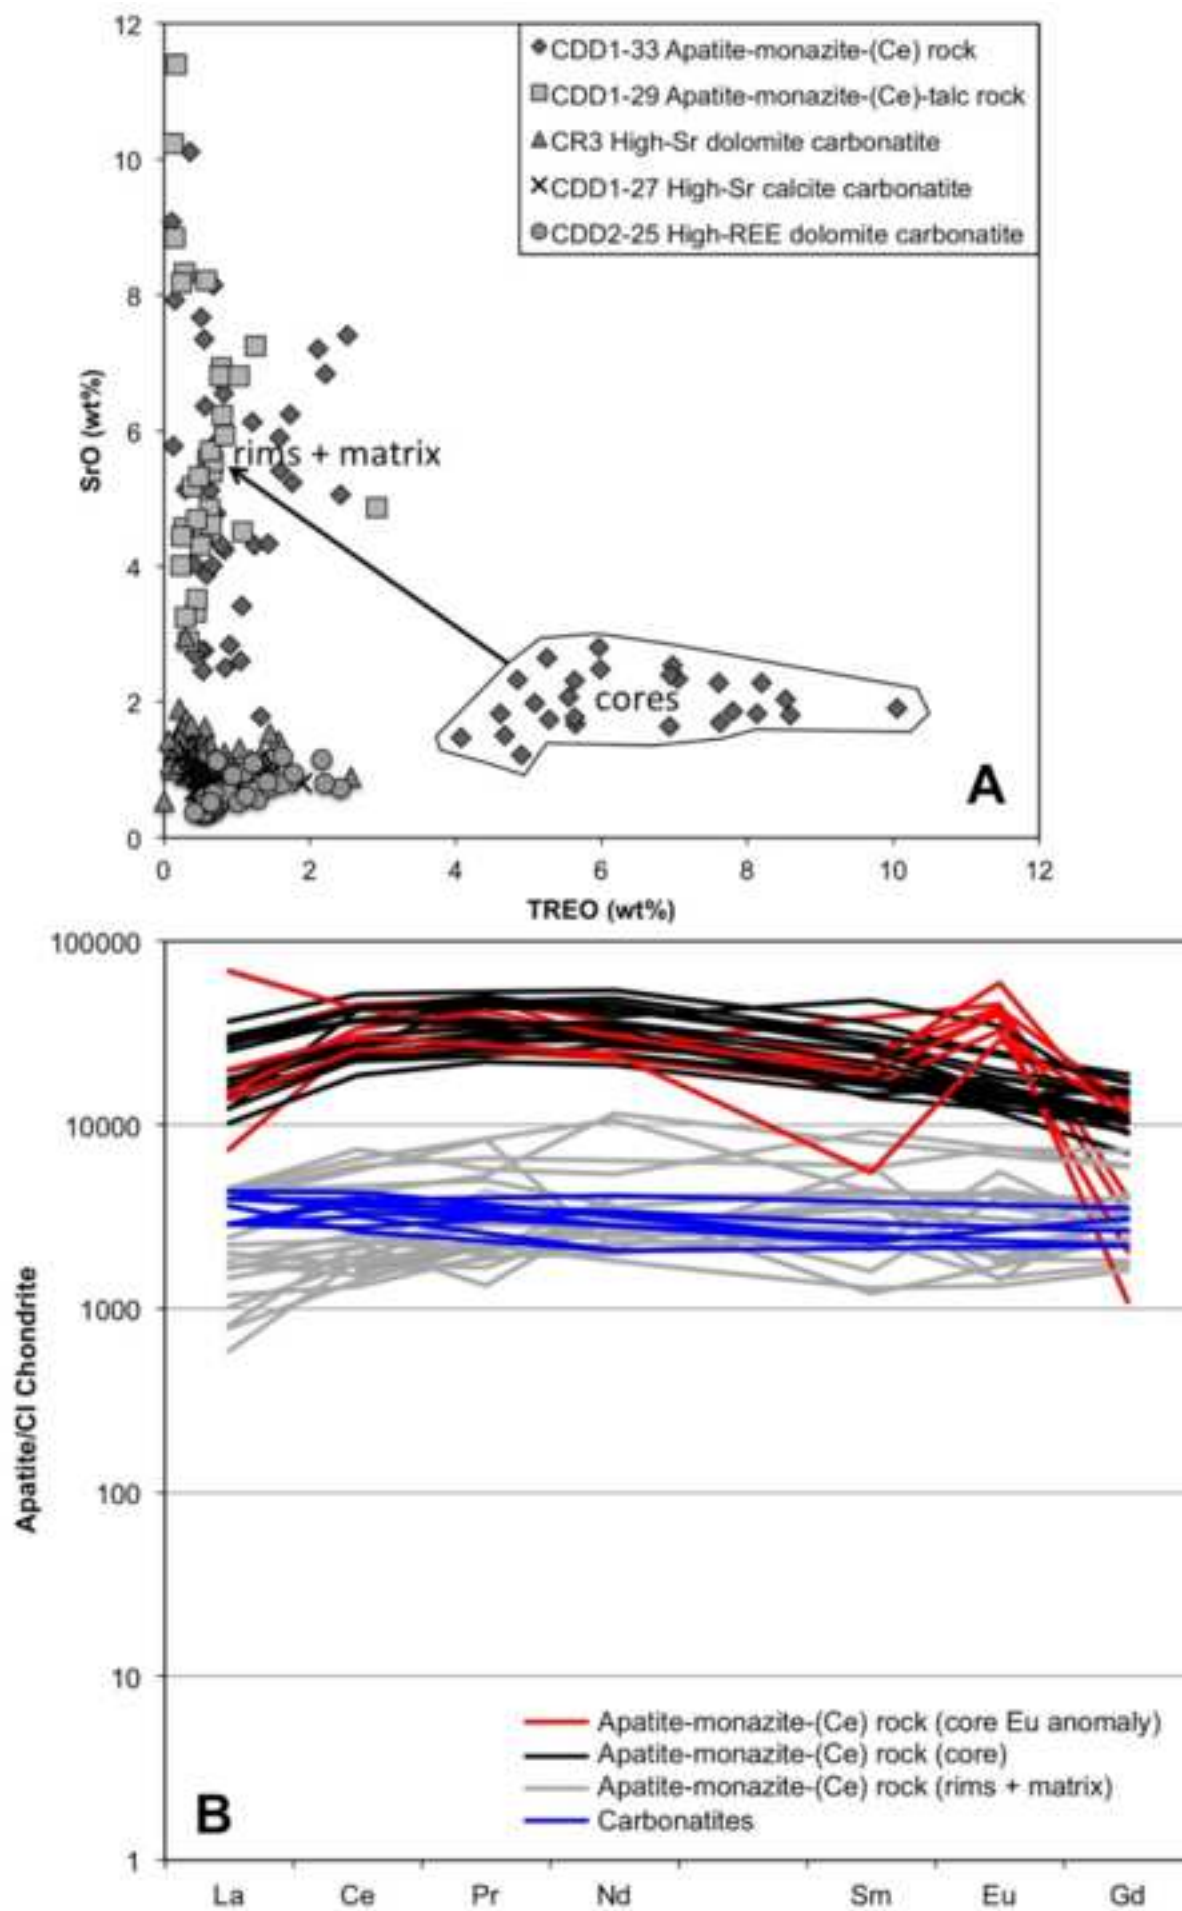 12
CDD1-33 Apatite-monazite-(Ce) rock
CDD1-29 Apatite-monazite-(Ce)-talc rock
CR3 High-Sr dolomite carbonatite
CDD1-27 High-Sr calcite carbonatite
CDD2-25 High-REE dolomite carbonatite
10
8
6
4
2
0
SrO (wt%)
rims + matrix
cores
A
0 2 4 6 8 10 12
TREO (wt%)
100000
10000
1000
100
10
1
Apatite/CI Chondrite
Apatite-monazite-(Ce) rock (core Eu anomaly)
Apatite-monazite-(Ce) rock (core)
Apatite-monazite-(Ce) rock (rims + matrix)
Carbonatites
B
La Ce Pr Nd Sm Eu Gd